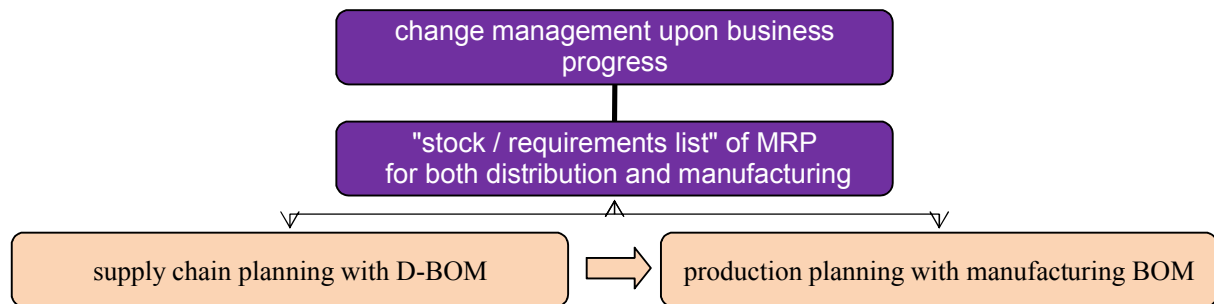 change management upon business
progress
"stock / requirements list" of MRP
for both distribution and manufacturing
supply chain planning with D-BOM
production planning with manufacturing BOM